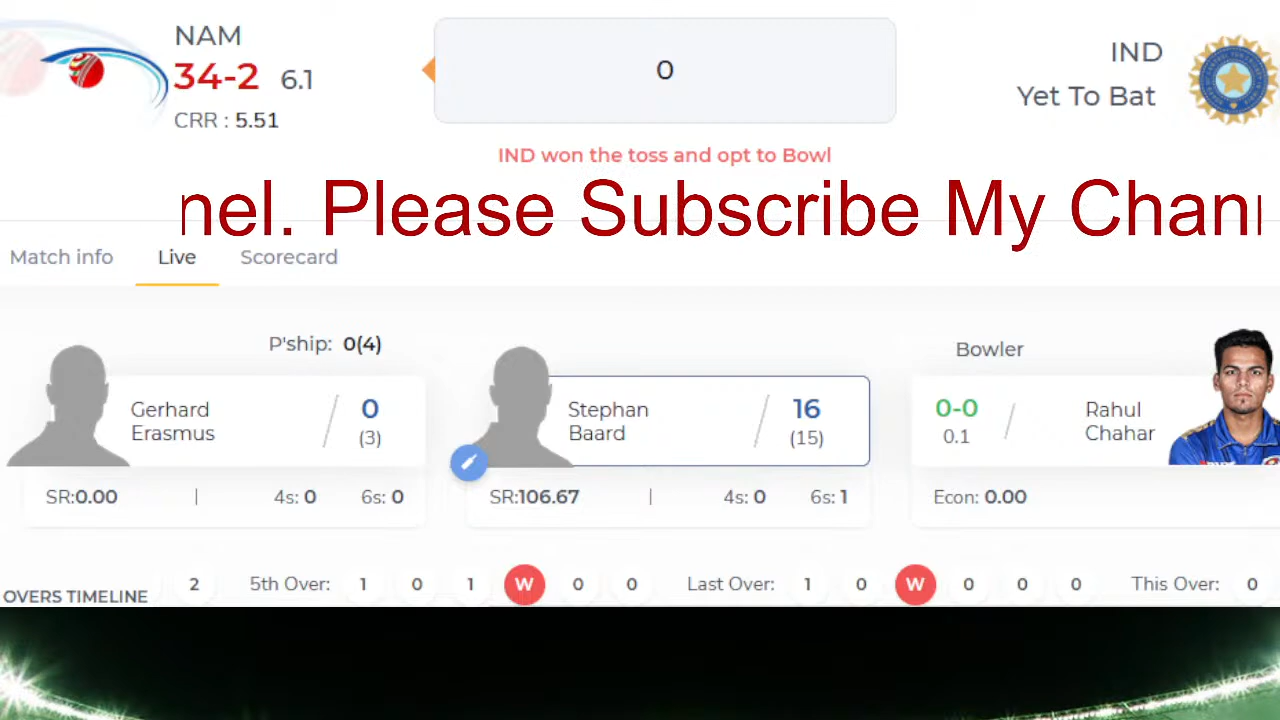 NAM
34-2 6.1
CRR : 5.51
0
IND
Yet To Bat
IND won the toss and opt to Bowl
nel. Please Subscribe My Chan
Match info Live Scorecard
P'ship: 0(4)
Gerhard Erasmus 0 (3)
SR:0.00 | 4s: 0 6s: 0
Stephan Baard 16 (15)
SR:106.67 | 4s: 0 6s: 1
Bowler
0-0 0.1 Rahul Chahar
Econ: 0.00
OVERS TIMELINE 2 5th Over: 1 0 1 W 0 0 Last Over: 1 0 W 0 0 0 This Over: 0